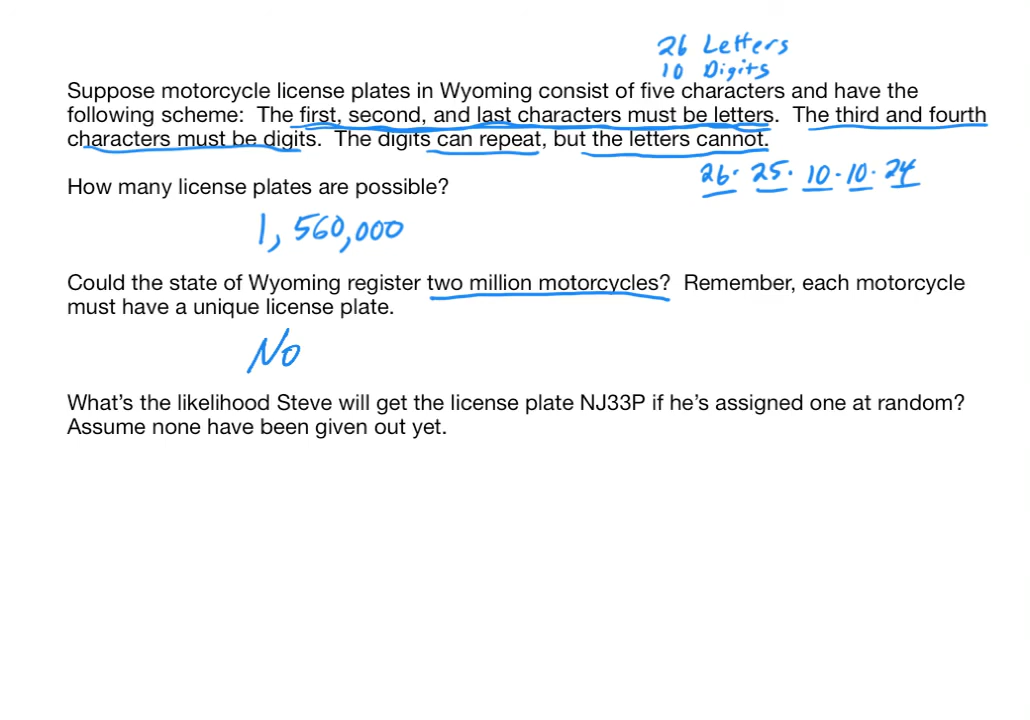 26 Letters
10 Digits
Suppose motorcycle license plates in Wyoming consist of five characters and have the
following scheme: The first, second, and last characters must be letters. The third and fourth
characters must be digits. The digits can repeat, but the letters cannot.
26· 25· 10·10·24
How many license plates are possible?
1,560,000
Could the state of Wyoming register two million motorcycles? Remember, each motorcycle
must have a unique license plate.
No
What's the likelihood Steve will get the license plate NJ33P if he's assigned one at random?
Assume none have been given out yet.